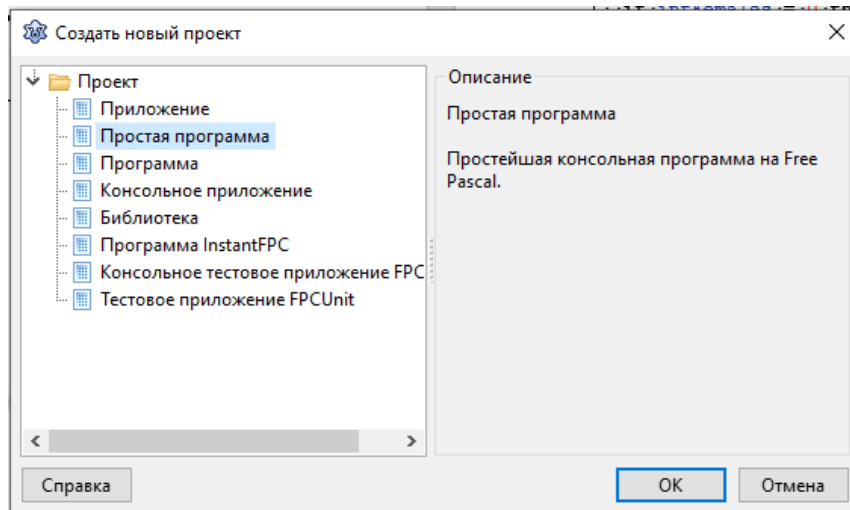 Создать новый проект
Проект
Приложение
Простая программа
Программа
Консольное приложение
Библиотека
Программа InstantFPC
Консольное тестовое приложение FPC
Тестовое приложение FPCUnit
Описание
Простая программа
Простейшая консольная программа на Free
Pascal.
Справка
OK
Отмена